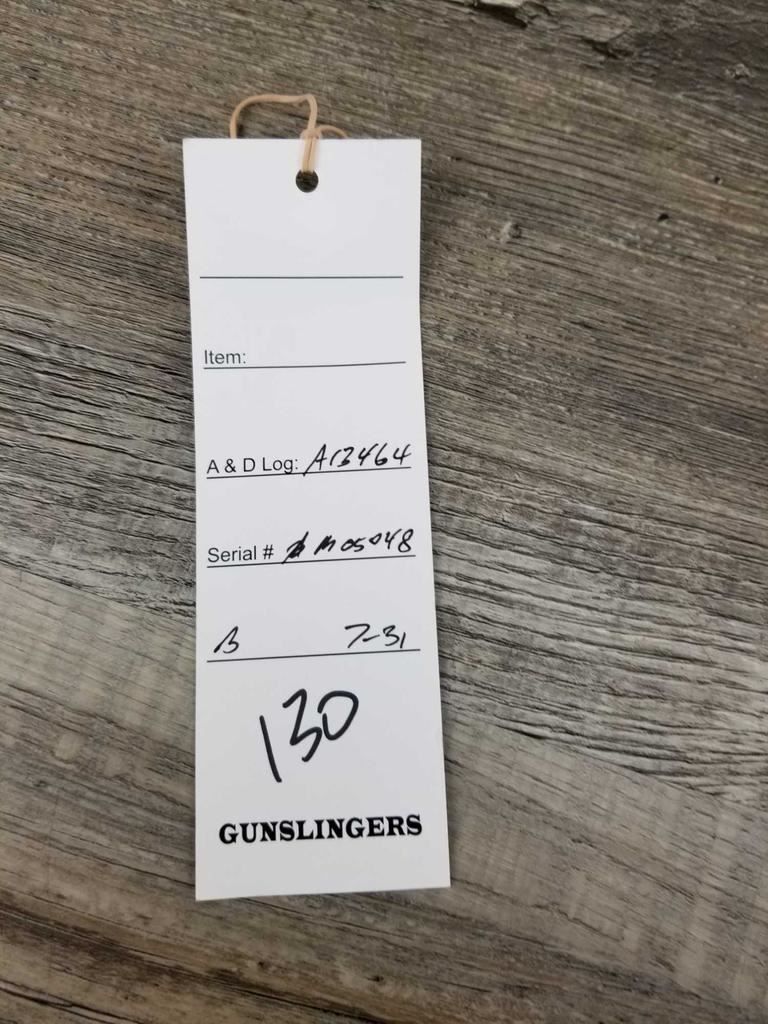 Item:
A & D Log: A13464
Serial # M05048
B 7-31
130
GUNSLINGERS